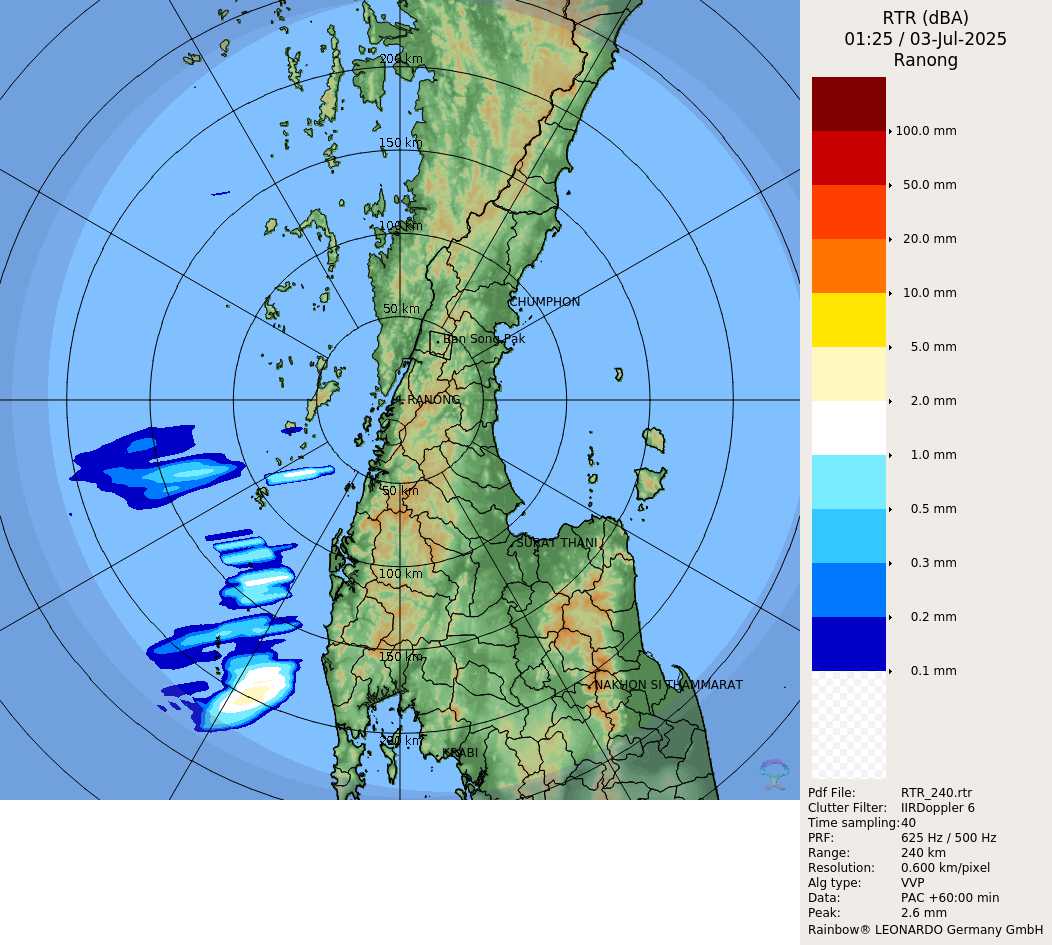 RTR (dBA)
01:25 / 03-Jul-2025
Ranong
200 km
150 km
100 km
50 km
CHUMPHON
Ban Song Pak
RANONG
50 km
SURAT THANI
100 km
150 km
NAKHON SI THAMMARAT
200 km
KRABI
100.0 mm
50.0 mm
20.0 mm
10.0 mm
5.0 mm
2.0 mm
1.0 mm
0.5 mm
0.3 mm
0.2 mm
0.1 mm
Pdf File: RTR_240.rtr
Clutter Filter: IIRDoppler 6
Time sampling:40
PRF: 625 Hz / 500 Hz
Range: 240 km
Resolution: 0.600 km/pixel
Alg type: VVP
Data: PAC +60:00 min
Peak: 2.6 mm
Rainbow® LEONARDO Germany GmbH